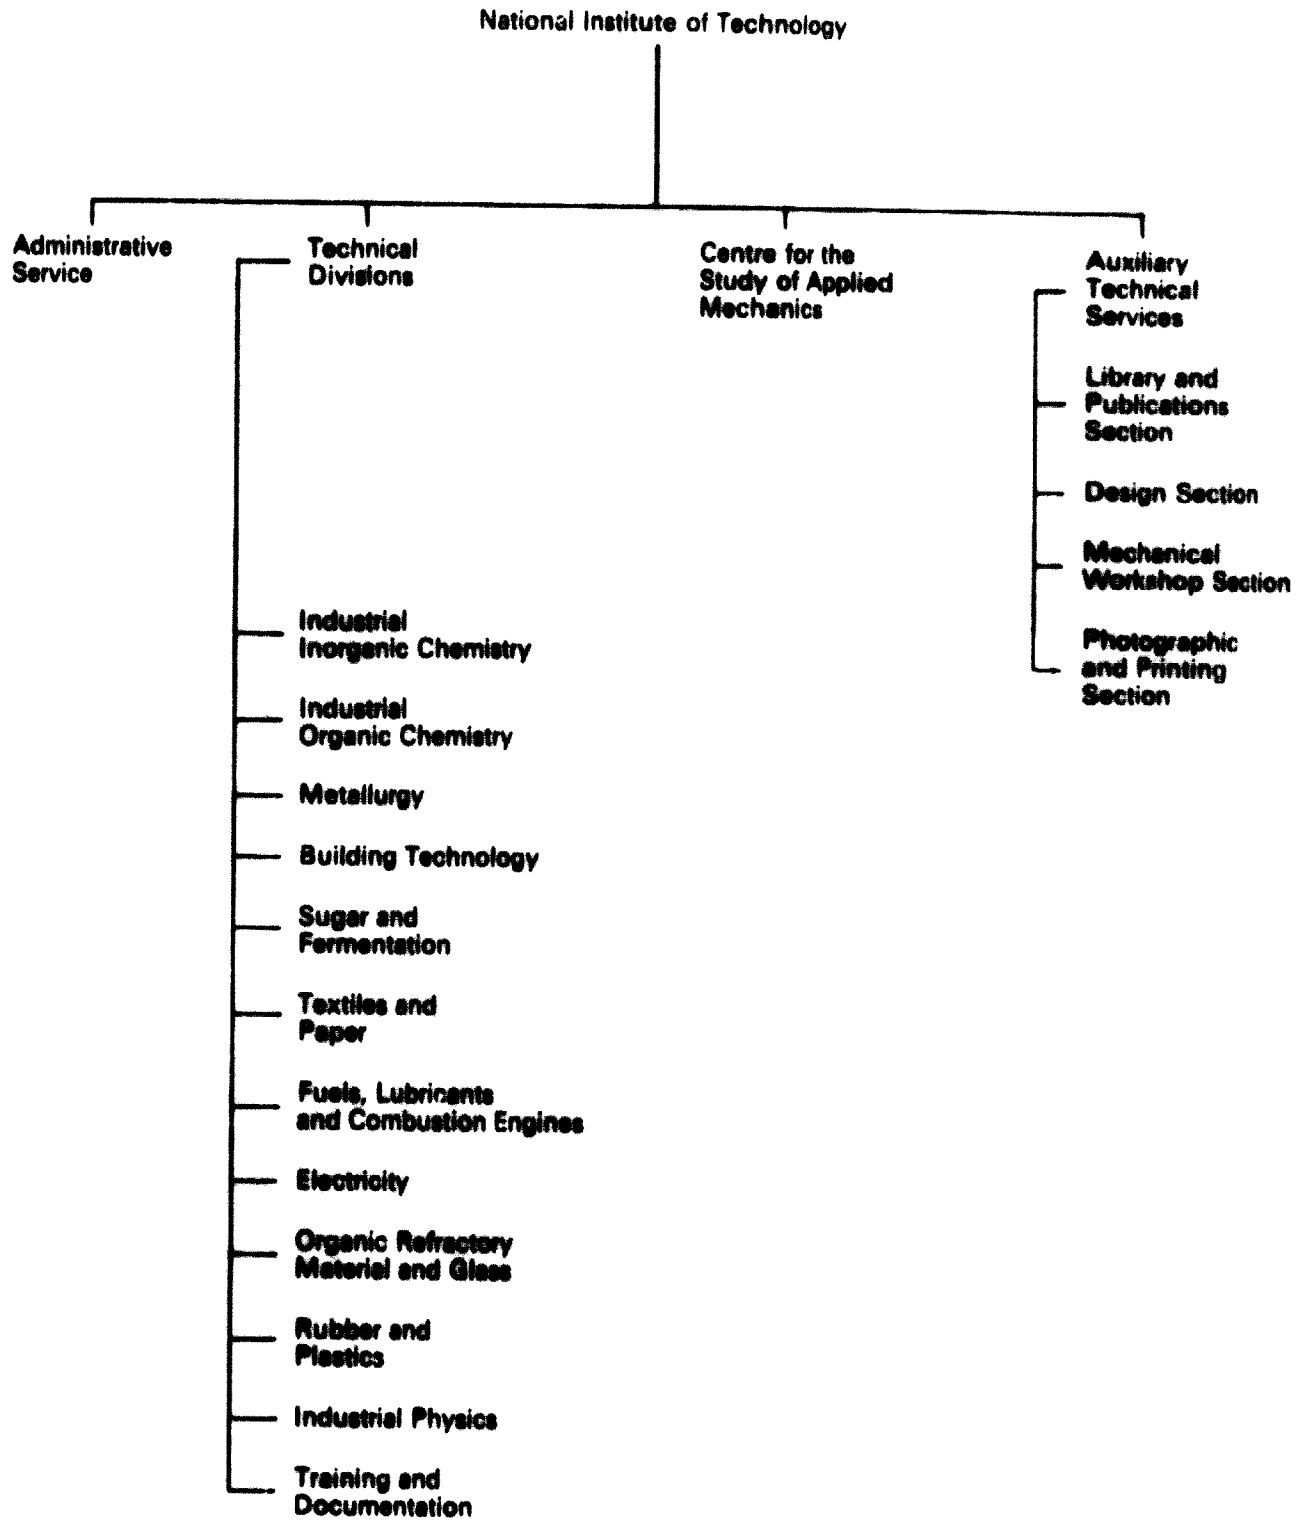 National Institute of Technology
Administrative
Service
Technical
Divisions
Industrial
Inorganic Chemistry
Industrial
Organic Chemistry
Metallurgy
Building Technology
Sugar and
Fermentation
Textiles and
Paper
Fuels, Lubricants
and Combustion Engines
Electricity
Organic Refractory
Material and Glass
Rubber and
Plastics
Industrial Physics
Training and
Documentation
Centre for the
Study of Applied
Mechanics
Auxiliary
Technical
Services
Library and
Publications
Section
Design Section
Mechanical
Workshop Section
Photographic
and Printing
Section